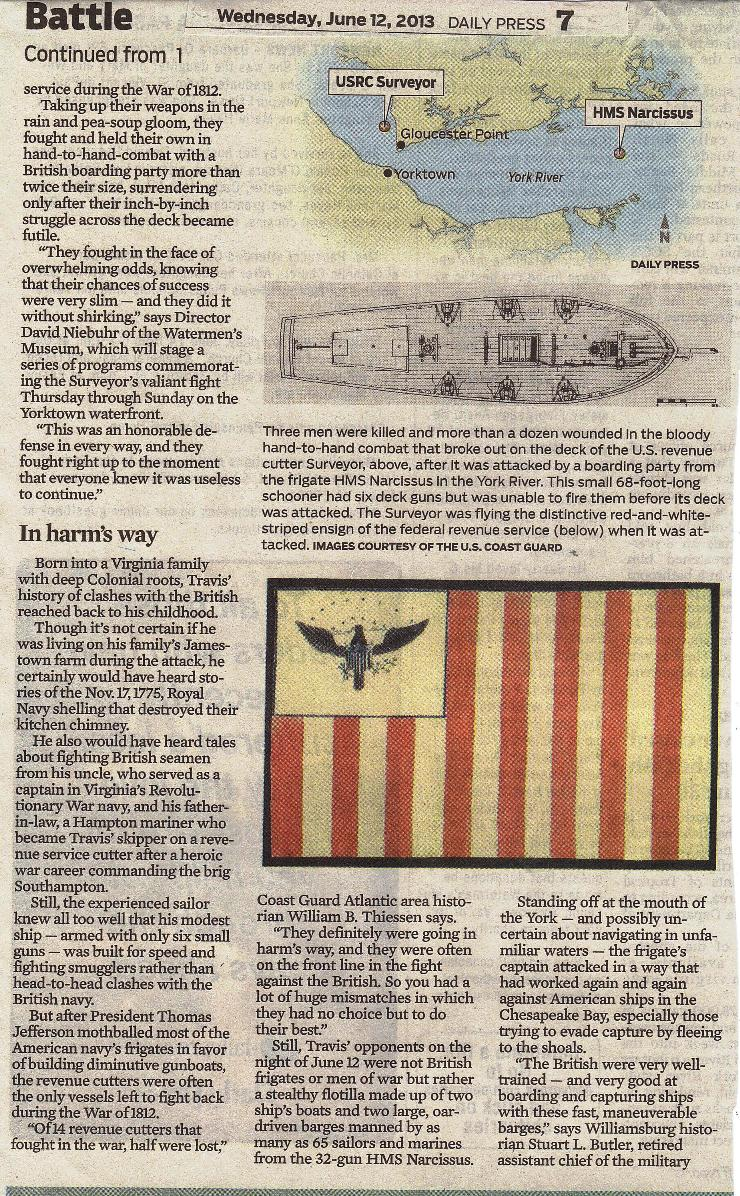 Battle
Wednesday, June 12, 2013 DAILY PRESS 7
Continued from 1
service during the War of 1812.
Taking up their weapons in the
rain and pea-soup gloom, they
fought and held their own in
hand-to-hand-combat with a
British boarding party more than
twice their size, surrendering
only after their inch-by-inch
struggle across the deck became
futile.
“They fought in the face of
overwhelming odds, knowing
that their chances of success
were very slim — and they did it
without shirking,” says Director
David Niebuhr of the Watermen’s
Museum, which will stage a
series of programs commemorat-
ing the Surveyor’s valiant fight
Thursday through Sunday on the
Yorktown waterfront.
“This was an honorable de-
fense in every way, and they
fought right up to the moment
that everyone knew it was useless
to continue.”
In harm’s way
Born into a Virginia family
with deep Colonial roots, Travis’
history of clashes with the British
reached back to his childhood.
Though it’s not certain if he
was living on his family’s James-
town farm during the attack, he
certainly would have heard sto-
ries of the Nov. 17, 1775, Royal
Navy shelling that destroyed their
kitchen chimney.
He also would have heard tales
about fighting British seamen
from his uncle, who served as a
captain in Virginia’s Revolu-
tionary War navy, and his father-
in-law, a Hampton mariner who
became Travis’ skipper on a reve-
nue service cutter after a heroic
war career commanding the brig
Southampton.
Still, the experienced sailor
knew all too well that his modest
ship — armed with only six small
guns — was built for speed and
fighting smugglers rather than
head-to-head clashes with the
British navy.
But after President Thomas
Jefferson mothballed most of the
American navy’s frigates in favor
of building diminutive gunboats,
the revenue cutters were often
the only vessels left to fight back
during the War of 1812.
“Of 14 revenue cutters that
fought in the war, half were lost,”
USRC Surveyor
HMS Narcissus
Gloucester Point
Yorktown
York River
N
DAILY PRESS
Three men were killed and more than a dozen wounded in the bloody
hand-to-hand combat that broke out on the deck of the U.S. revenue
cutter Surveyor, above, after it was attacked by a boarding party from
the frigate HMS Narcissus in the York River. This small 68-foot-long
schooner had six deck guns but was unable to fire them before its deck
was attacked. The Surveyor was flying the distinctive red-and-white-
striped ensign of the federal revenue service (below) when it was at-
tacked. IMAGES COURTESY OF THE U.S. COAST GUARD
Coast Guard Atlantic area histo-
rian William B. Thiessen says.
“They definitely were going in
harm’s way, and they were often
on the front line in the fight
against the British. So you had a
lot of huge mismatches in which
they had no choice but to do
their best.”
Still, Travis’ opponents on the
night of June 12 were not British
frigates or men of war but rather
a stealthy flotilla made up of two
ship’s boats and two large, oar-
driven barges manned by as
many as 65 sailors and marines
from the 32-gun HMS Narcissus.
Standing off at the mouth of
the York — and possibly un-
certain about navigating in unfa-
miliar waters — the frigate’s
captain attacked in a way that
had worked again and again
against American ships in the
Chesapeake Bay, especially those
trying to evade capture by fleeing
to the shoals.
“The British were very well-
trained — and very good at
boarding and capturing ships
with these fast, maneuverable
barges,” says Williamsburg histo-
rian Stuart L. Butler, retired
assistant chief of the military